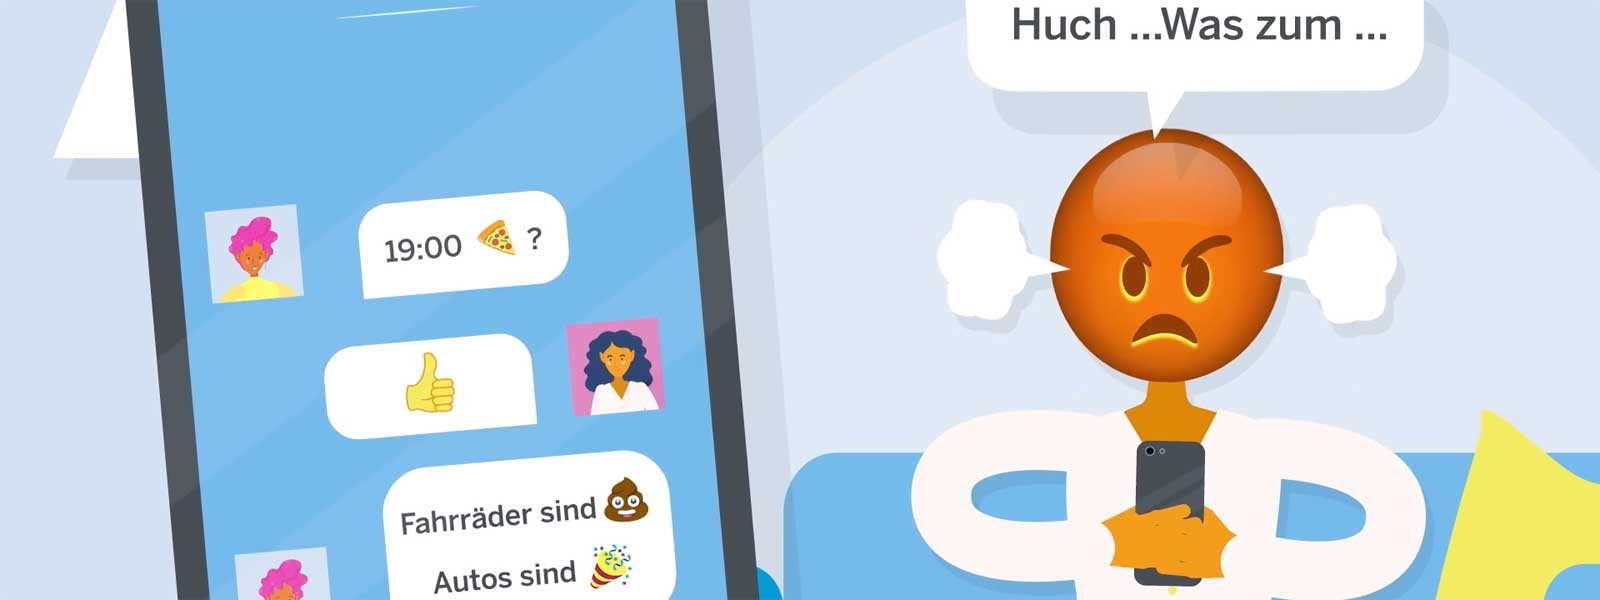 Huch ...Was zum ...
19:00 🍕 ?
👍
Fahrräder sind 💩
Autos sind 🎉